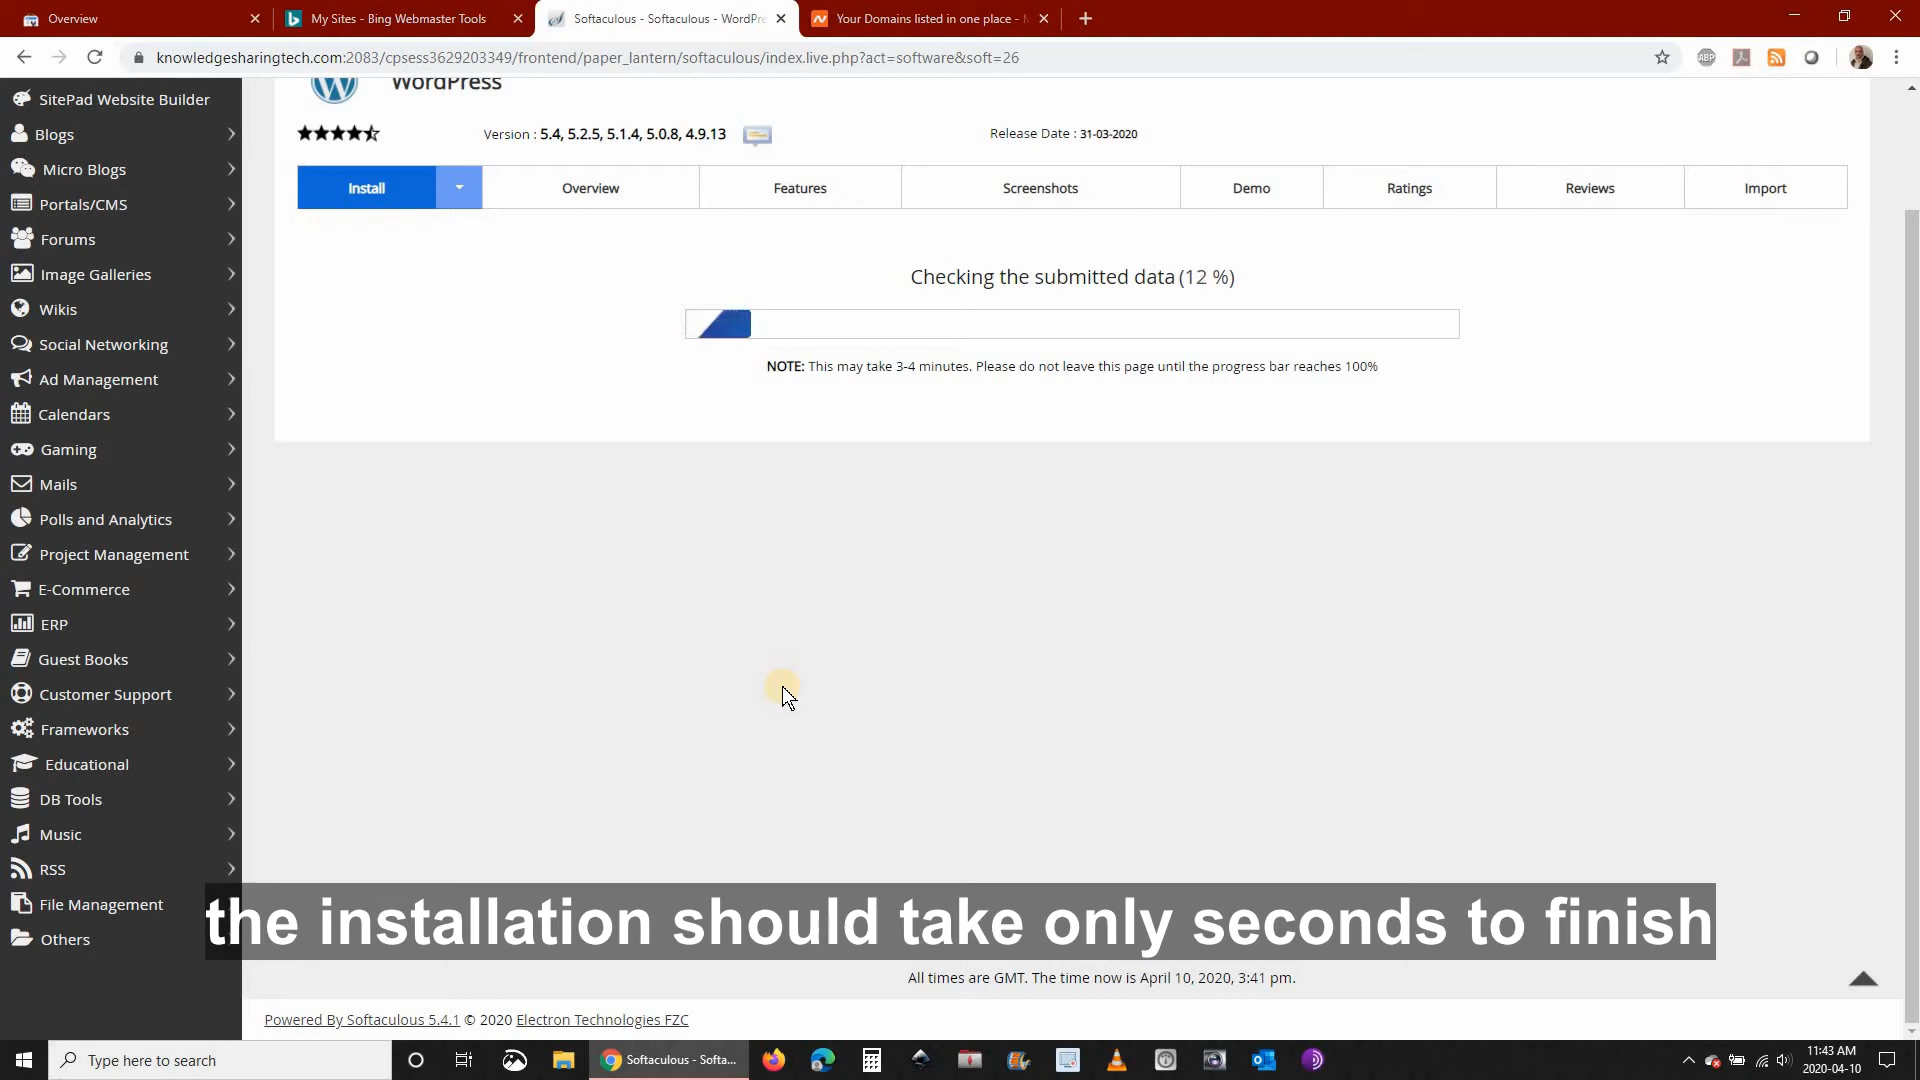 Overview
My Sites - Bing Webmaster Tools
Softaculous - Softaculous - WordPre
Your Domains listed in one place -
knowledgesharingtech.com:2083/cpsess3629203349/frontend/paper_lantern/softaculous/index.live.php?act=software&soft=26
ABP
WordPress
Version : 5.4, 5.2.5, 5.1.4, 5.0.8, 4.9.13
Release Date : 31-03-2020
Install
Overview
Features
Screenshots
Demo
Ratings
Reviews
Import
Checking the submitted data (12 %)
NOTE: This may take 3-4 minutes. Please do not leave this page until the progress bar reaches 100%
SitePad Website Builder
Blogs
Micro Blogs
Portals/CMS
Forums
Image Galleries
Wikis
Social Networking
Ad Management
Calendars
Gaming
Mails
Polls and Analytics
Project Management
E-Commerce
ERP
Guest Books
Customer Support
Frameworks
Educational
DB Tools
Music
RSS
File Management
Others
the installation should take only seconds to finish
All times are GMT. The time now is April 10, 2020, 3:41 pm.
Powered By Softaculous 5.4.1 © 2020 Electron Technologies FZC
Type here to search
Softaculous - Softa...
11:43 AM
2020-04-10